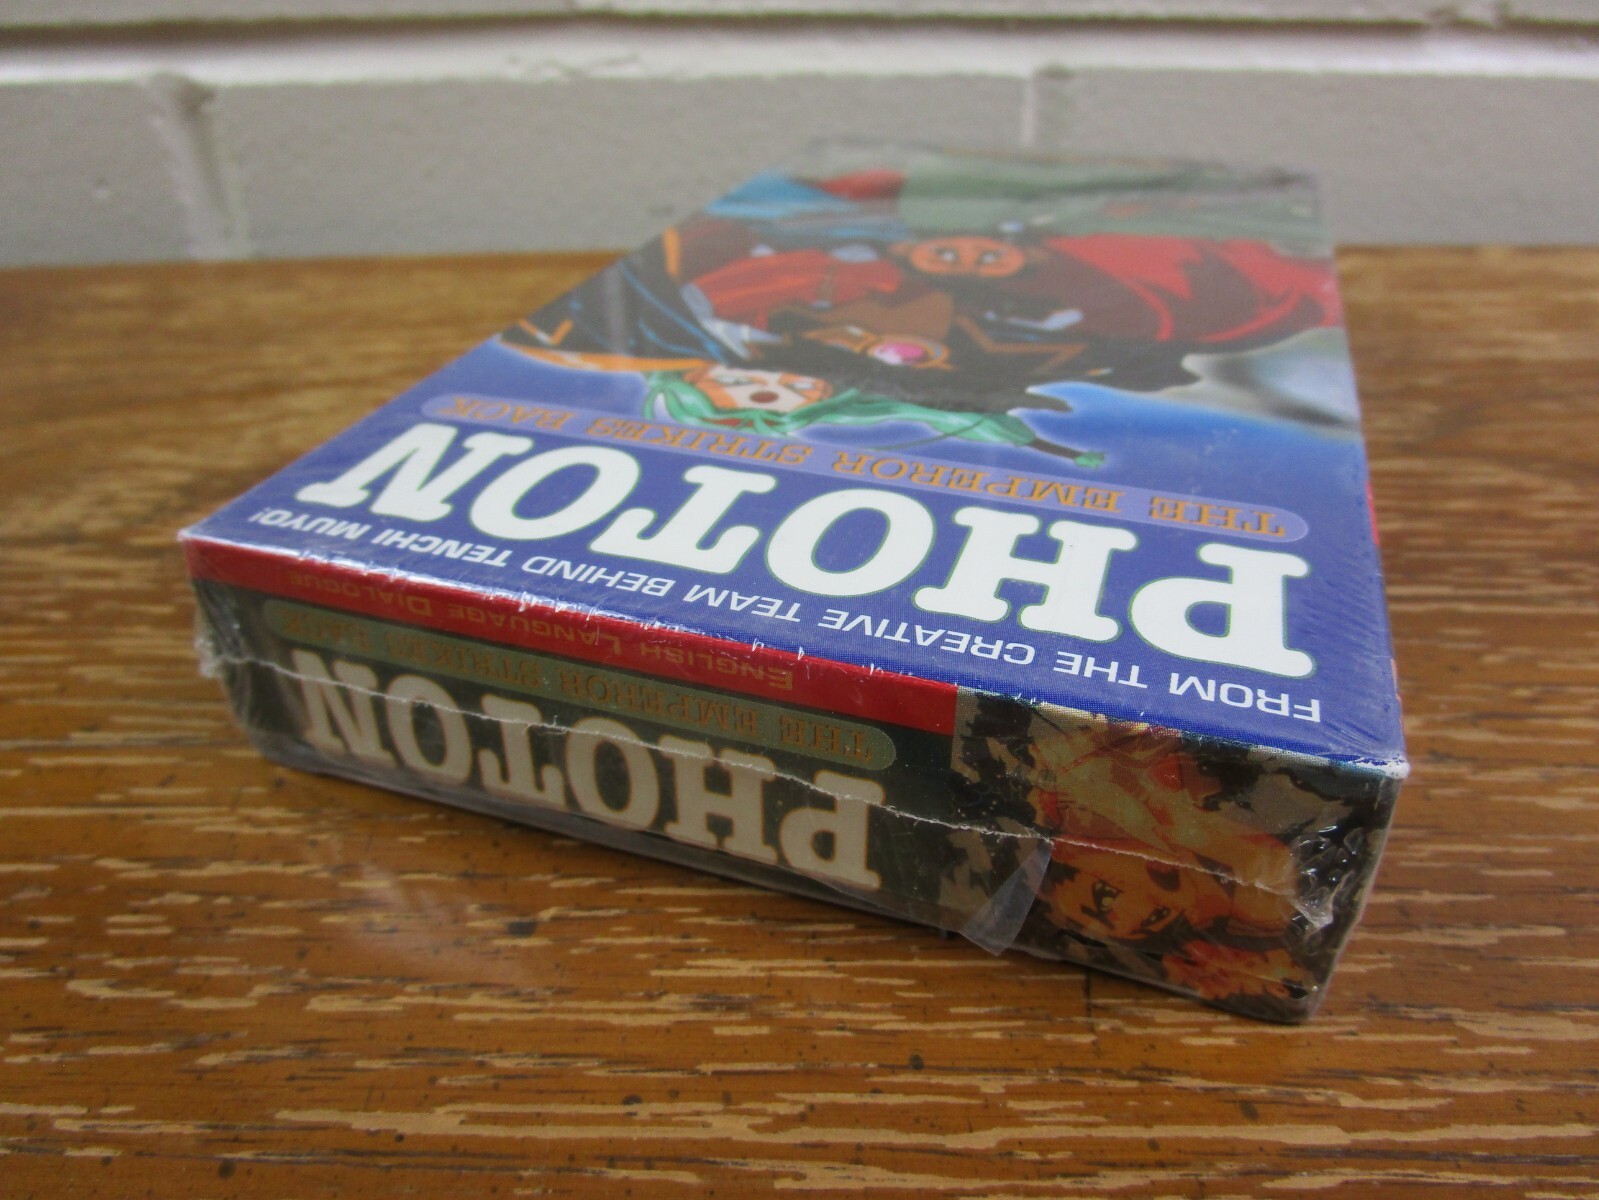 FROM THE CREATIVE TEAM BEHIND TENCHI MUYO!
PHOTON
THE EMPEROR STRIKES BACK
PHOTON
THE EMPEROR STRIKES BACK
ENGLISH LANGUAGE DIALOGUE